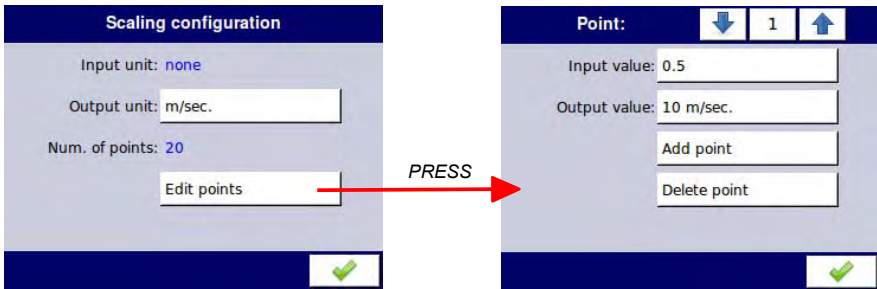 Scaling configuration
Input unit: none
Output unit: m/sec.
Num. of points: 20
Edit points
PRESS
Point: 1
Input value: 0.5
Output value: 10 m/sec.
Add point
Delete point